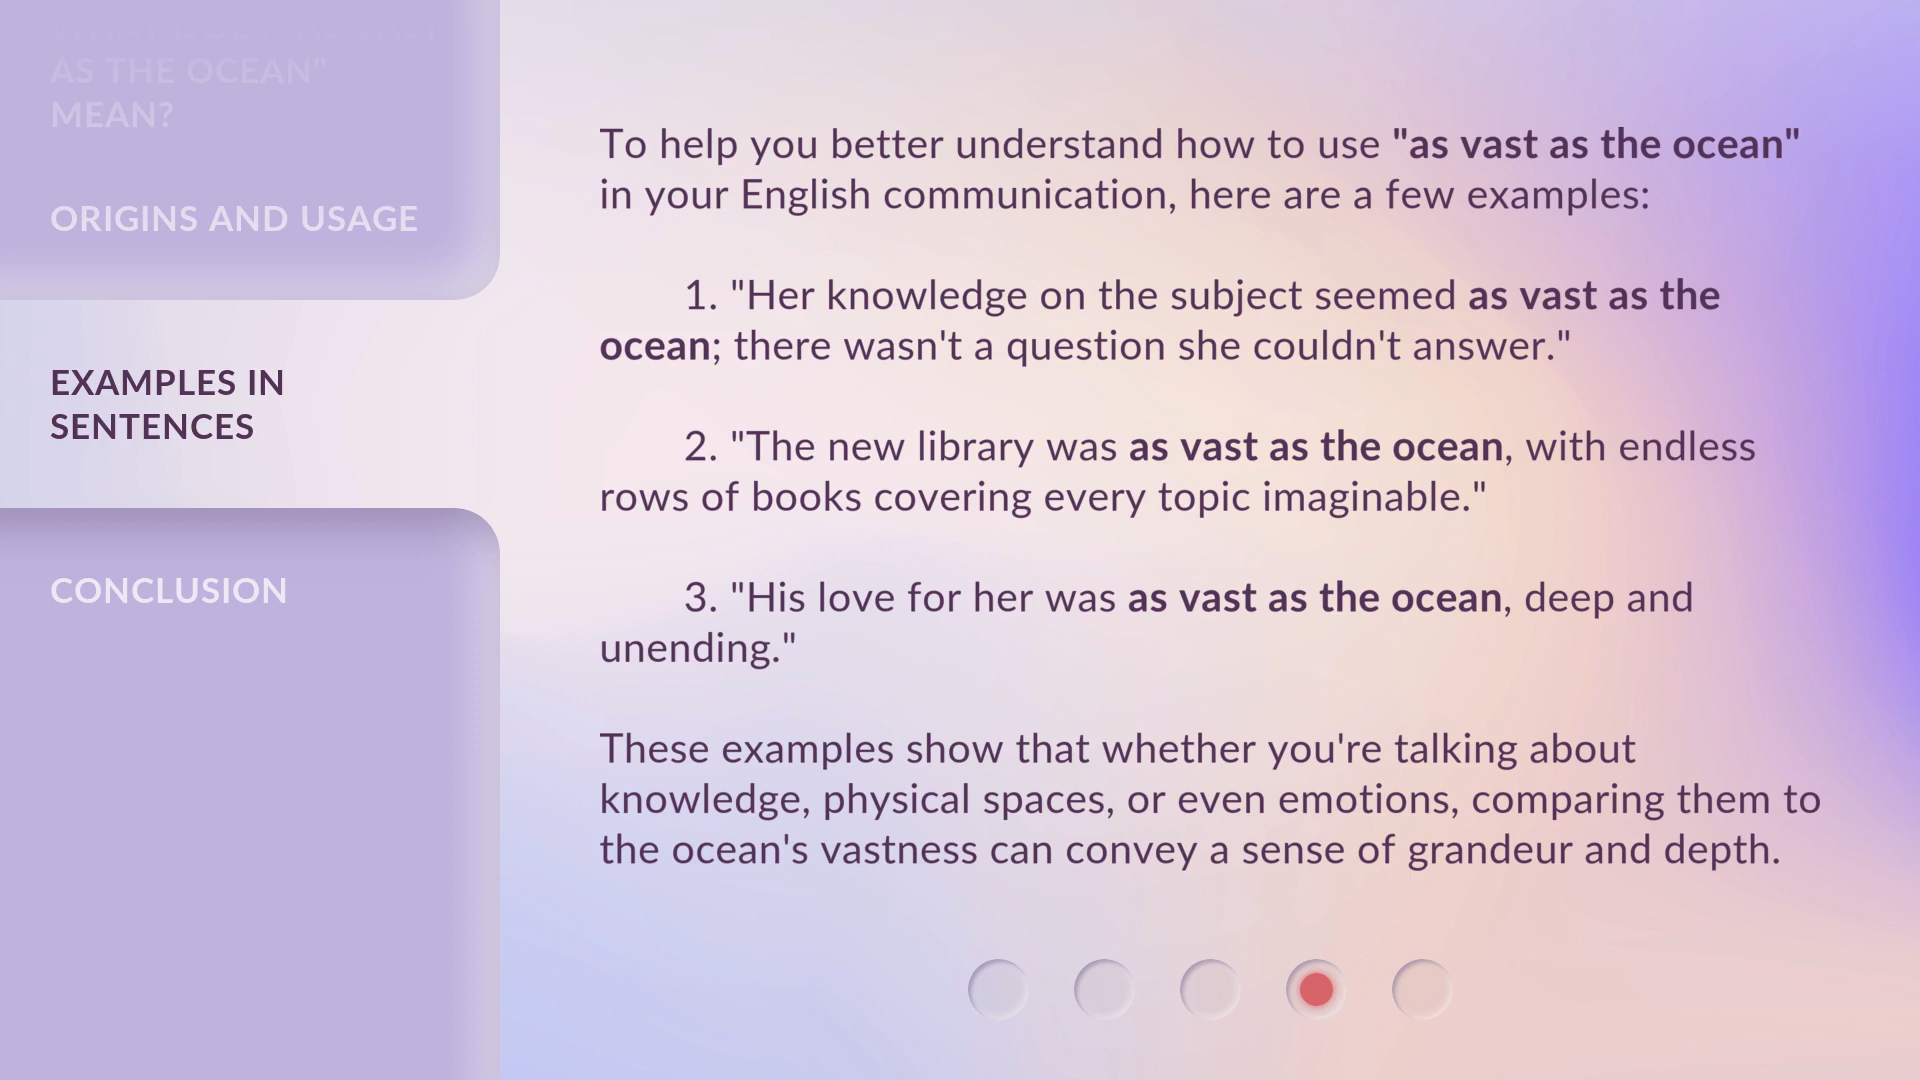 AS THE OCEAN"
MEAN?
ORIGINS AND USAGE
EXAMPLES IN
SENTENCES
CONCLUSION
To help you better understand how to use "as vast as the ocean"
in your English communication, here are a few examples:
1. "Her knowledge on the subject seemed as vast as the
ocean; there wasn't a question she couldn't answer."
2. "The new library was as vast as the ocean, with endless
rows of books covering every topic imaginable."
3. "His love for her was as vast as the ocean, deep and
unending."
These examples show that whether you're talking about
knowledge, physical spaces, or even emotions, comparing them to
the ocean's vastness can convey a sense of grandeur and depth.